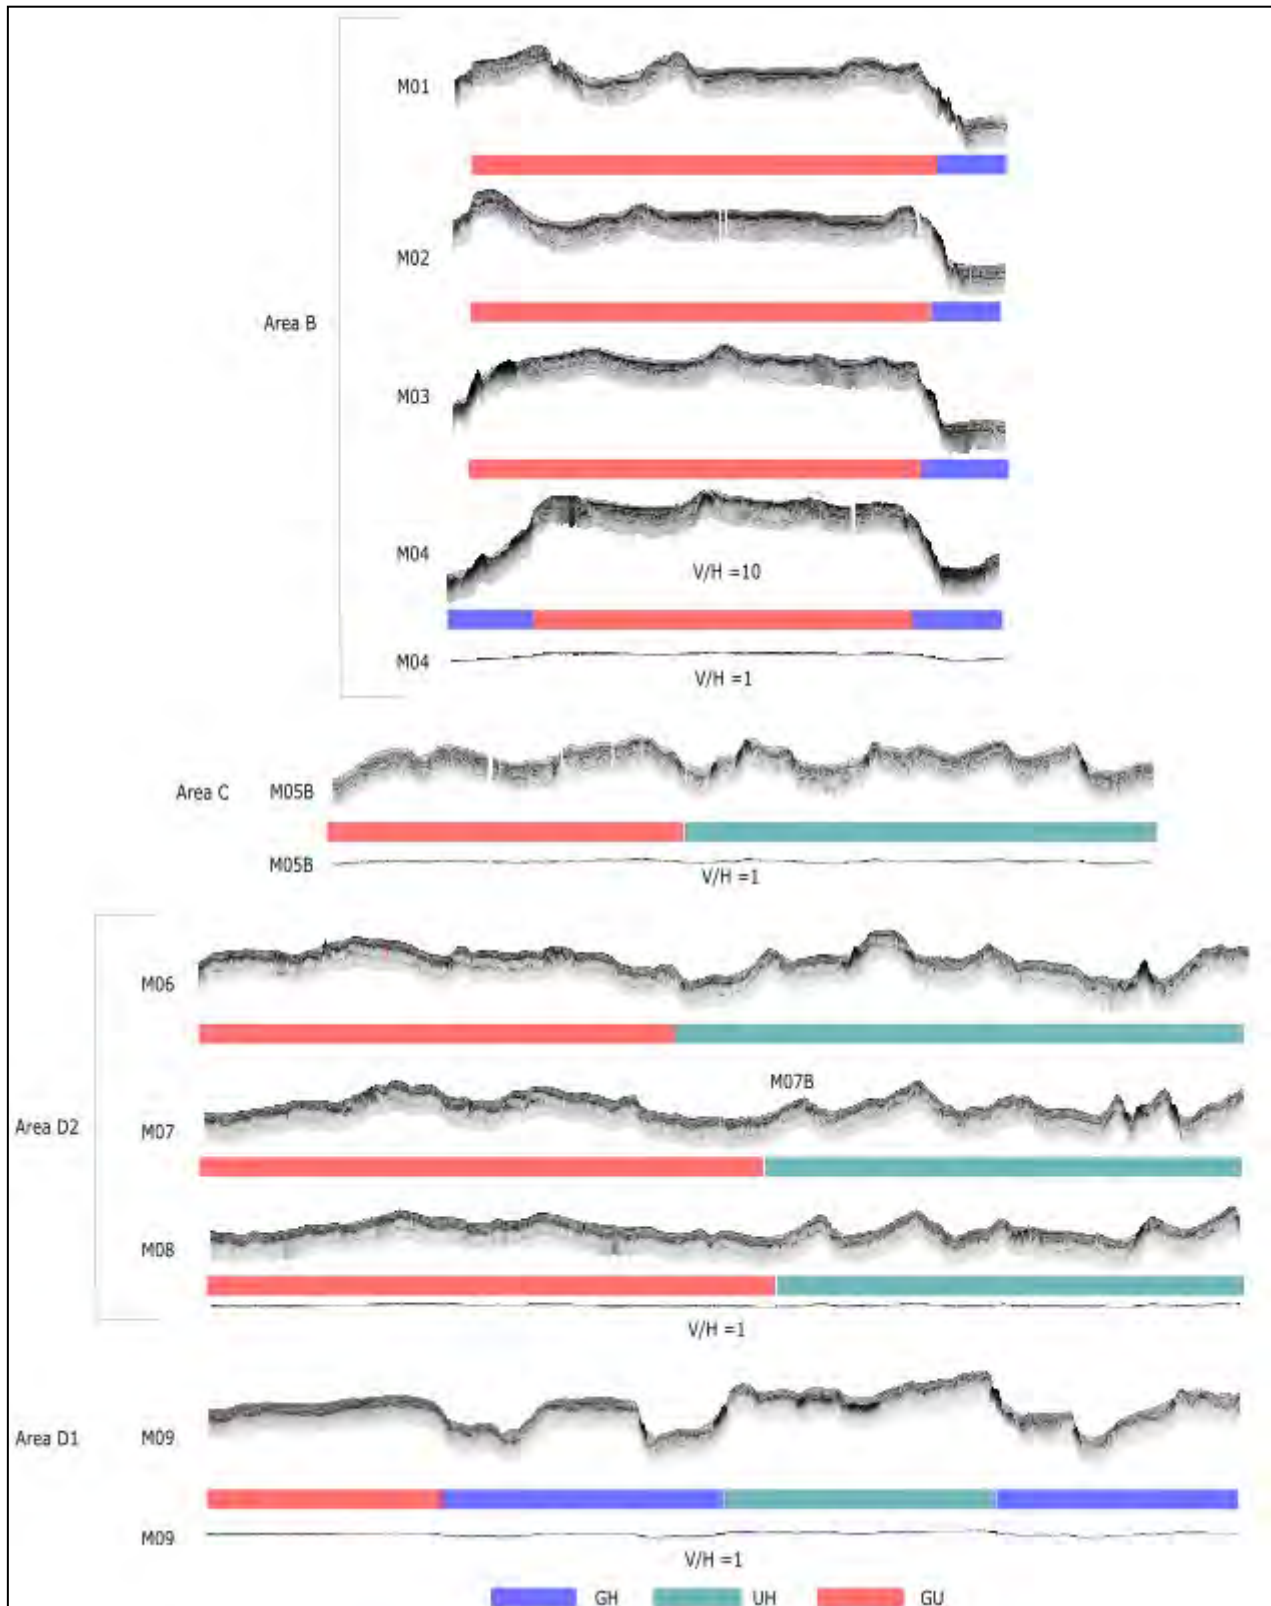 M01
M02
Area B
M03
M04
V/H =10
M04
V/H =1
Area C
M05B
M05B
V/H =1
M06
M07B
Area D2
M07
M08
V/H =1
Area D1
M09
M09
V/H =1
GH
UH
GU